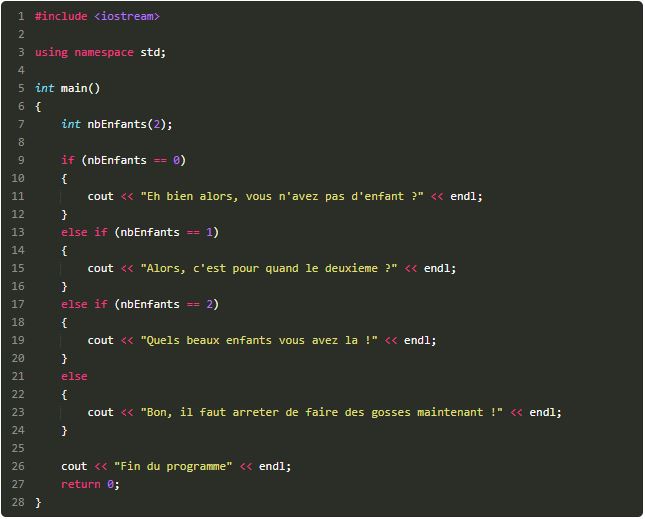 1 #include <iostream>
2
3 using namespace std;
4
5 int main()
6 {
7     int nbEnfants(2);
8
9     if (nbEnfants == 0)
10     {
11         cout << "Eh bien alors, vous n'avez pas d'enfant ?" << endl;
12     }
13     else if (nbEnfants == 1)
14     {
15         cout << "Alors, c'est pour quand le deuxieme ?" << endl;
16     }
17     else if (nbEnfants == 2)
18     {
19         cout << "Quels beaux enfants vous avez la !" << endl;
20     }
21     else
22     {
23         cout << "Bon, il faut arreter de faire des gosses maintenant !" << endl;
24     }
25
26     cout << "Fin du programme" << endl;
27     return 0;
28 }